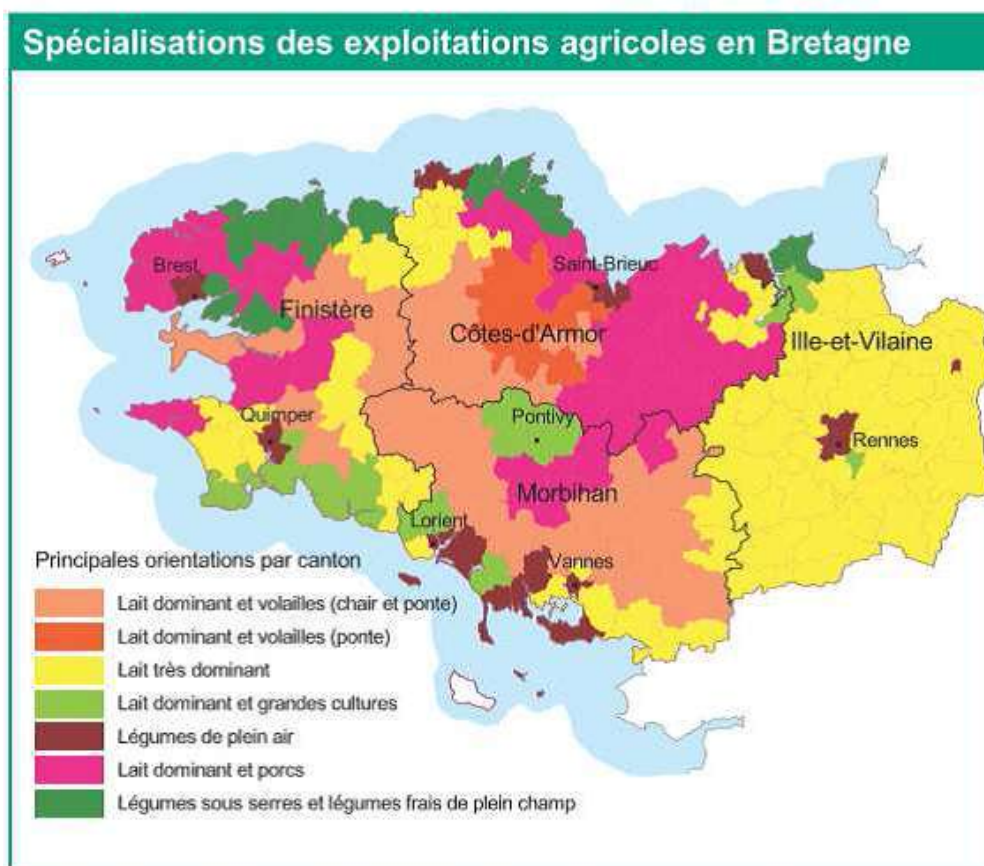 Spécialisations des exploitations agricoles en Bretagne
Brest
Saint-Brieuc
Finistère
Côtes-d'Armor
Ille-et-Vilaine
Quimper
Pontivy
Rennes
Morbihan
Lorient
Vannes
Principales orientations par canton
Lait dominant et volailles (chair et ponte)
Lait dominant et volailles (ponte)
Lait très dominant
Lait dominant et grandes cultures
Légumes de plein air
Lait dominant et porcs
Légumes sous serres et légumes frais de plein champ